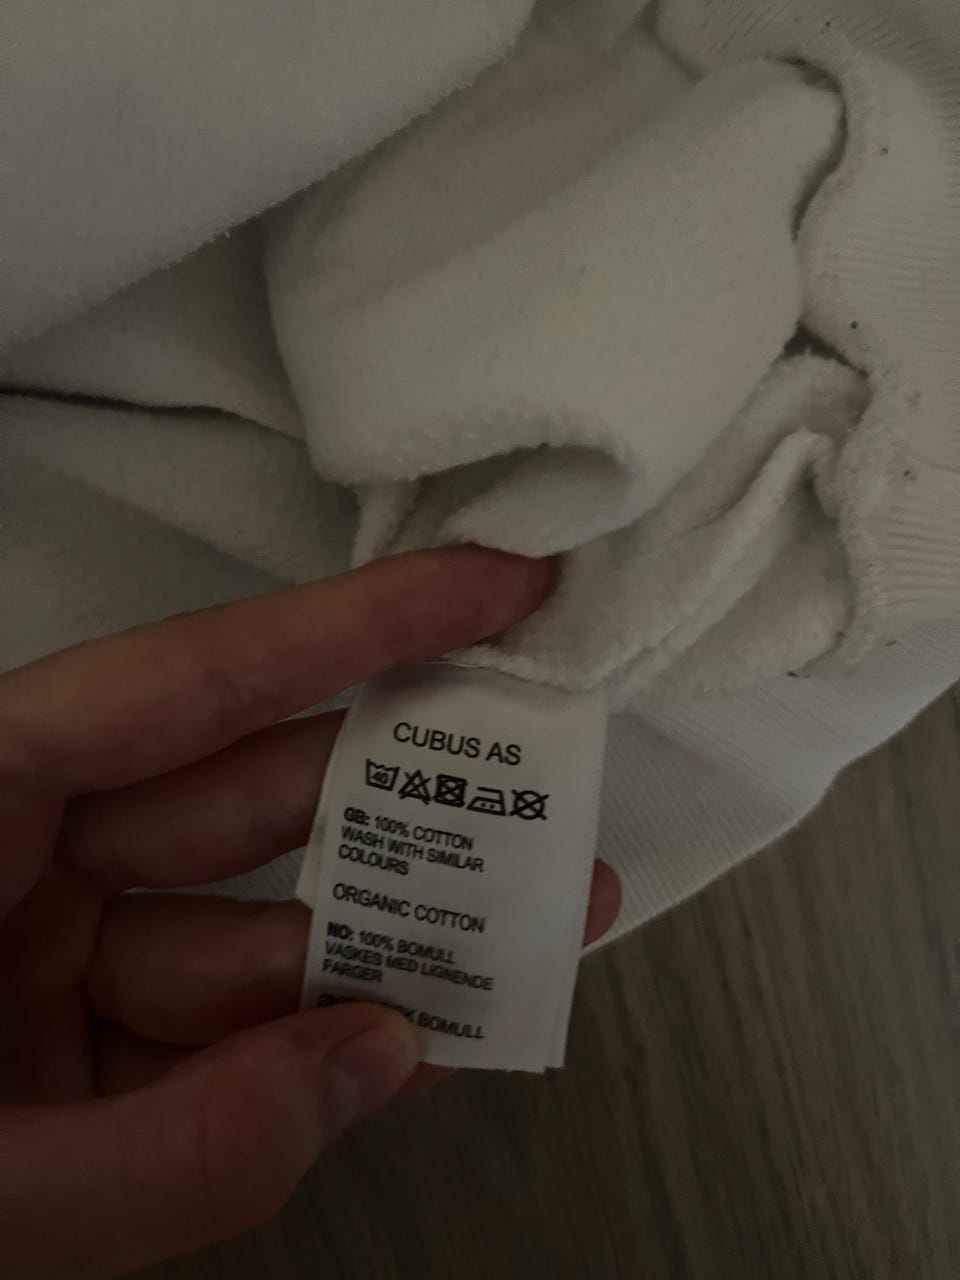 CUBUS AS
40
GB: 100% COTTON
WASH WITH SIMILAR
COLOURS
ORGANIC COTTON
NO: 100% BOMULL
VASKES MED LIGNENDE
FARGER
BOMULL